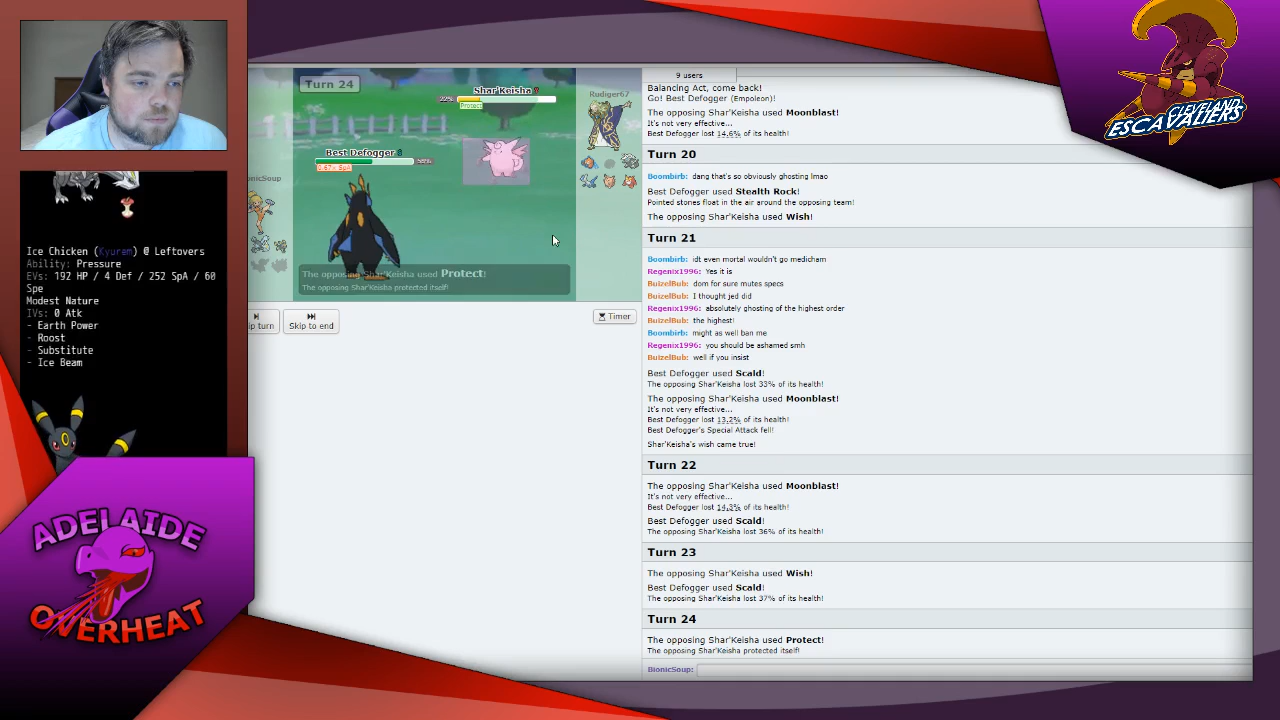 Ice Chicken (Kyurem) @ Leftovers
Ability: Pressure
EVs: 192 HP / 4 Def / 252 SpA / 60
Spe
Modest Nature
IVs: 0 Atk
- Earth Power
- Roost
- Substitute
- Ice Beam
ADELAIDE
OVERHEAT
Turn 24
Shar'Keisha
22%
Protect
Best Defogger
0.67x SpA
Rudiger67
onicSoup
The opposing Shar'Keisha used Protect!
The opposing Shar'Keisha protected itself!
ip turn
Skip to end
Timer
9 users
Balancing Act, come back!
Go! Best Defogger (Empoleon)!
The opposing Shar'Keisha used Moonblast!
It's not very effective...
Best Defogger lost 14.6% of its health!
Turn 20
Boombirb: dang that's so obviously ghosting lmao
Best Defogger used Stealth Rock!
Pointed stones float in the air around the opposing team!
The opposing Shar'Keisha used Wish!
Turn 21
Boombirb: idt even mortal wouldn't go medicham
Regenix1996: Yes it is
BuizelBub: dom for sure mutes specs
BuizelBub: I thought jed did
Regenix1996: absolutely ghosting of the highest order
BuizelBub: the highest!
Boombirb: might as well ban me
Regenix1996: you should be ashamed smh
BuizelBub: well if you insist
Best Defogger used Scald!
The opposing Shar'Keisha lost 33% of its health!
The opposing Shar'Keisha used Moonblast!
It's not very effective...
Best Defogger lost 13.2% of its health!
Best Defogger's Special Attack fell!
Shar'Keisha's wish came true!
Turn 22
The opposing Shar'Keisha used Moonblast!
It's not very effective...
Best Defogger lost 14.3% of its health!
Best Defogger used Scald!
The opposing Shar'Keisha lost 36% of its health!
Turn 23
The opposing Shar'Keisha used Wish!
Best Defogger used Scald!
The opposing Shar'Keisha lost 37% of its health!
Turn 24
The opposing Shar'Keisha used Protect!
The opposing Shar'Keisha protected itself!
BionicSoup:
CLEVELAND
ESCAVALIERS